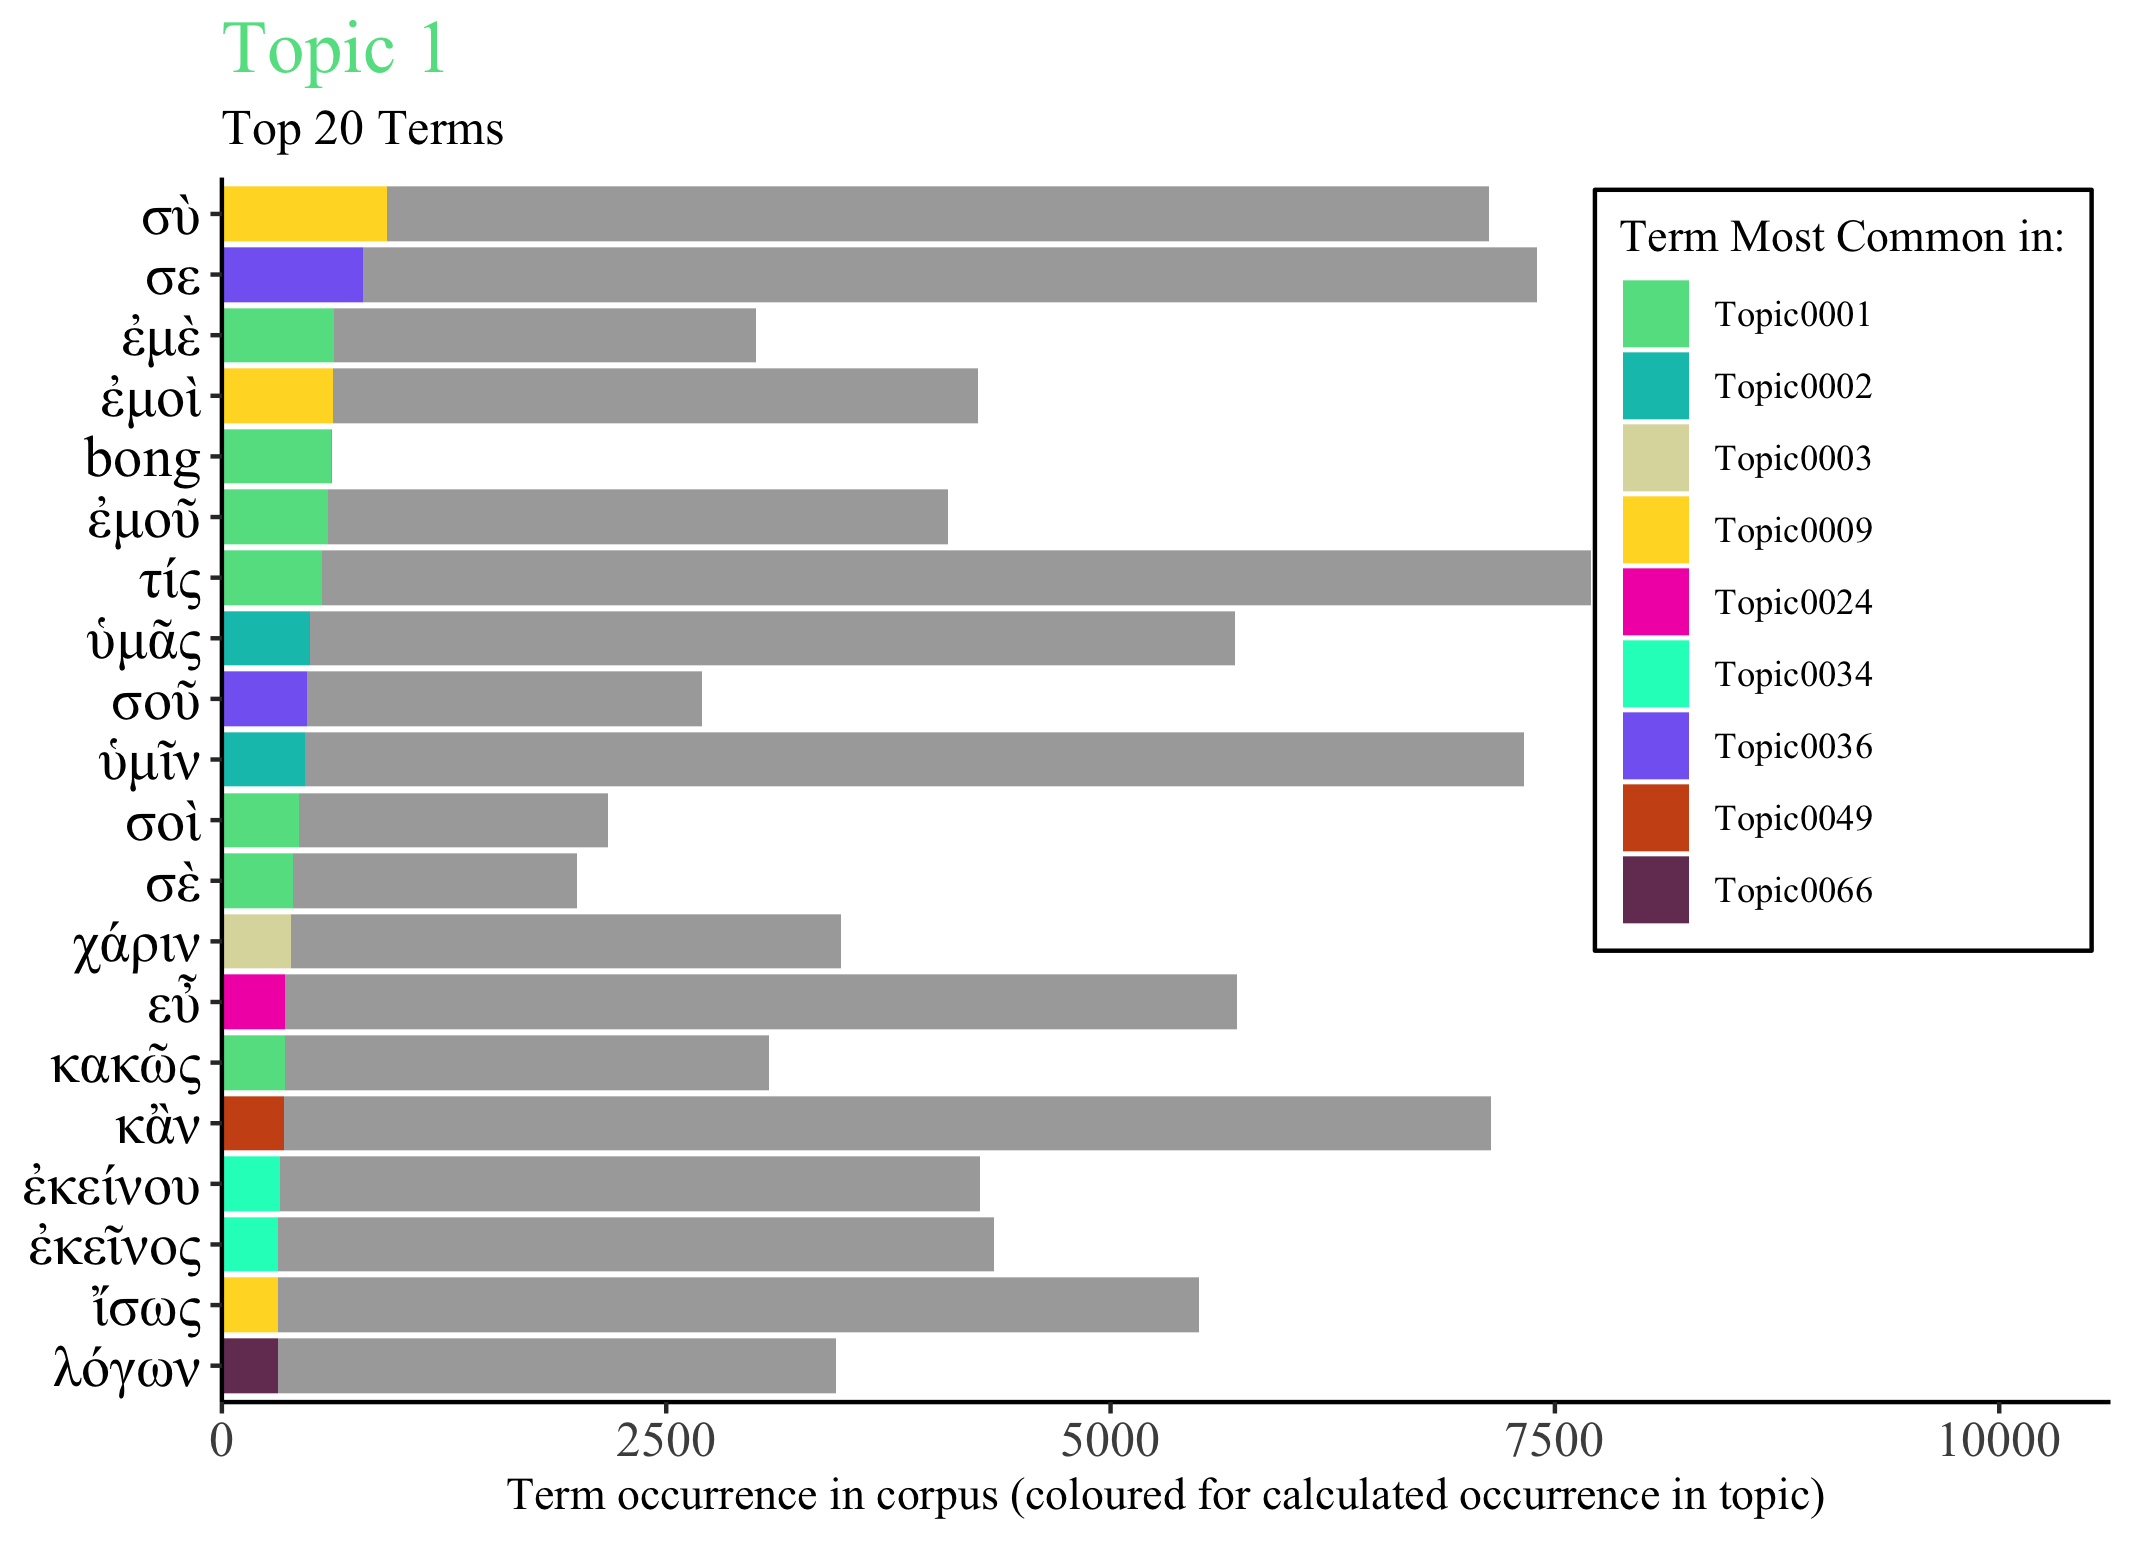 Topic 1
Top 20 Terms
σὺ
σε
ἐμὲ
ἐμοὶ
bong
ἐμοῦ
τίς
ὑμᾶς
σοῦ
ὑμῖν
σοὶ
σὲ
χάριν
εὖ
κακῶς
κἂν
ἐκείνου
ἐκεῖνος
ἴσως
λόγων
Term Most Common in:
Topic0001
Topic0002
Topic0003
Topic0009
Topic0024
Topic0034
Topic0036
Topic0049
Topic0066
0 2500 5000 7500 10000
Term occurrence in corpus (coloured for calculated occurrence in topic)